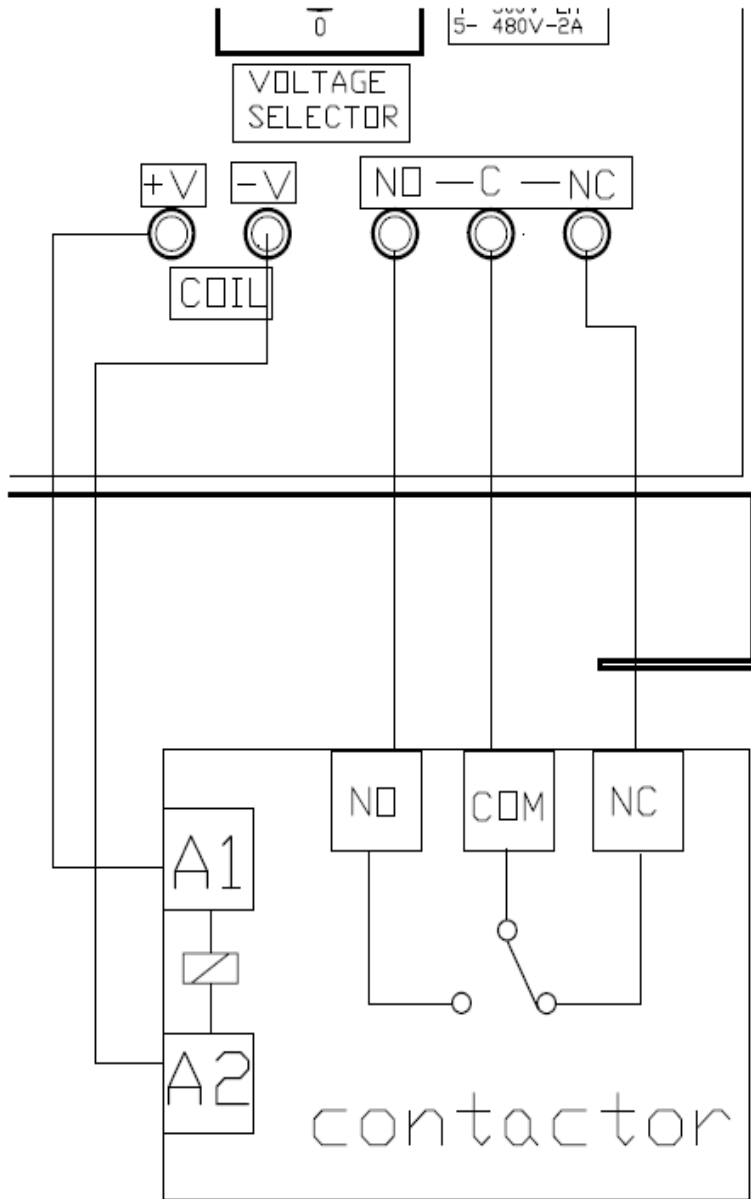 0
5- 480V-2A
VOLTAGE
SELECTOR
+V
-V
NO — C — NC
COIL
NO
COM
NC
A1
A2
contactor